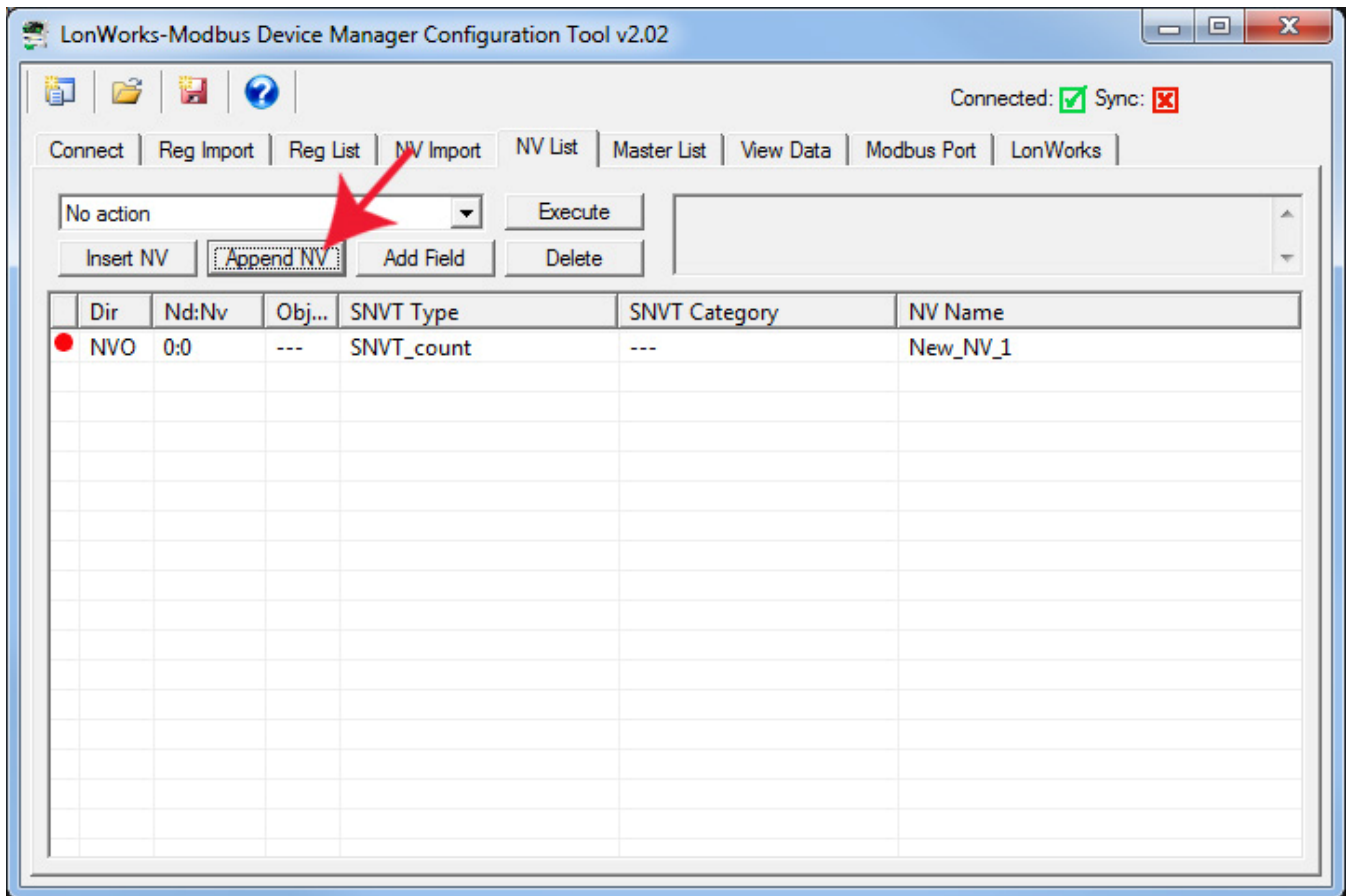 LonWorks-Modbus Device Manager Configuration Tool v2.02
Connected: Sync:
Connect Reg Import Reg List NV Import NV List Master List View Data Modbus Port LonWorks
No action Execute
Insert NV Append NV Add Field Delete
Dir Nd:Nv Obj... SNVT Type SNVT Category NV Name
NVO 0:0 --- SNVT_count --- New_NV_1